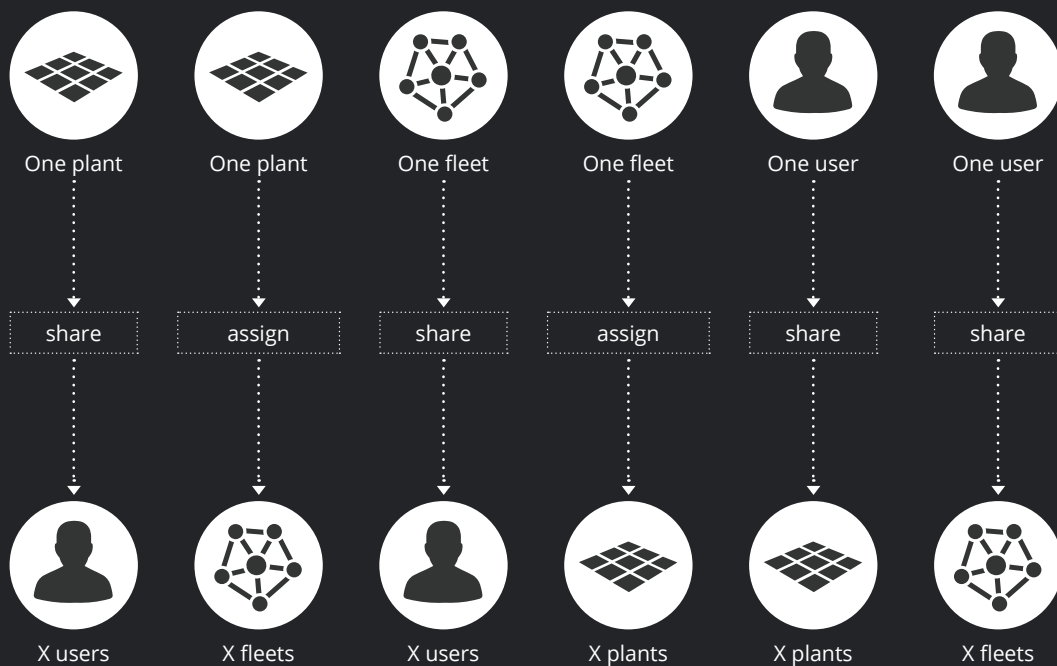 One plant
One plant
One fleet
One fleet
One user
One user
share
assign
share
assign
share
share
X users
X fleets
X users
X plants
X plants
X fleets